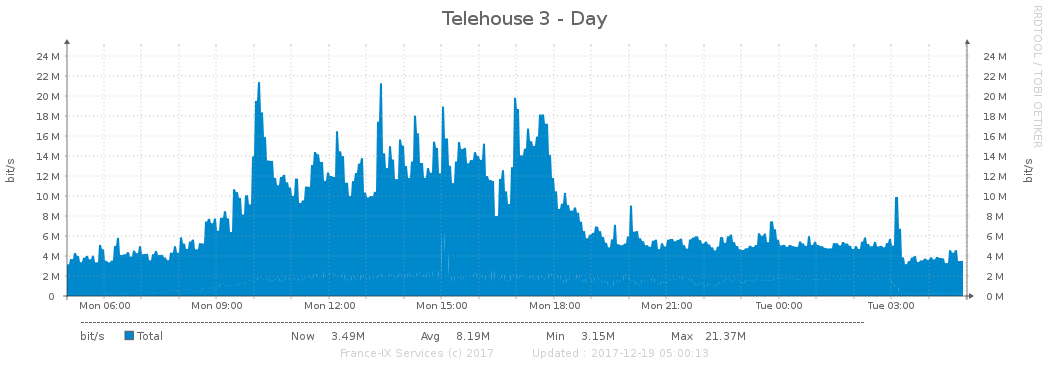 Telehouse 3 - Day
RRDTOOL / TOBI OETIKER
bit/s
bit/s
24 M 24 M
22 M 22 M
20 M 20 M
18 M 18 M
16 M 16 M
14 M 14 M
12 M 12 M
10 M 10 M
8 M 8 M
6 M 6 M
4 M 4 M
2 M 2 M
0 0 M
Mon 06:00 Mon 09:00 Mon 12:00 Mon 15:00 Mon 18:00 Mon 21:00 Tue 00:00 Tue 03:00
bit/s Total Now 3.49M Avg 8.19M Min 3.15M Max 21.37M
France-IX Services (c) 2017 Updated : 2017-12-19 05:00:13